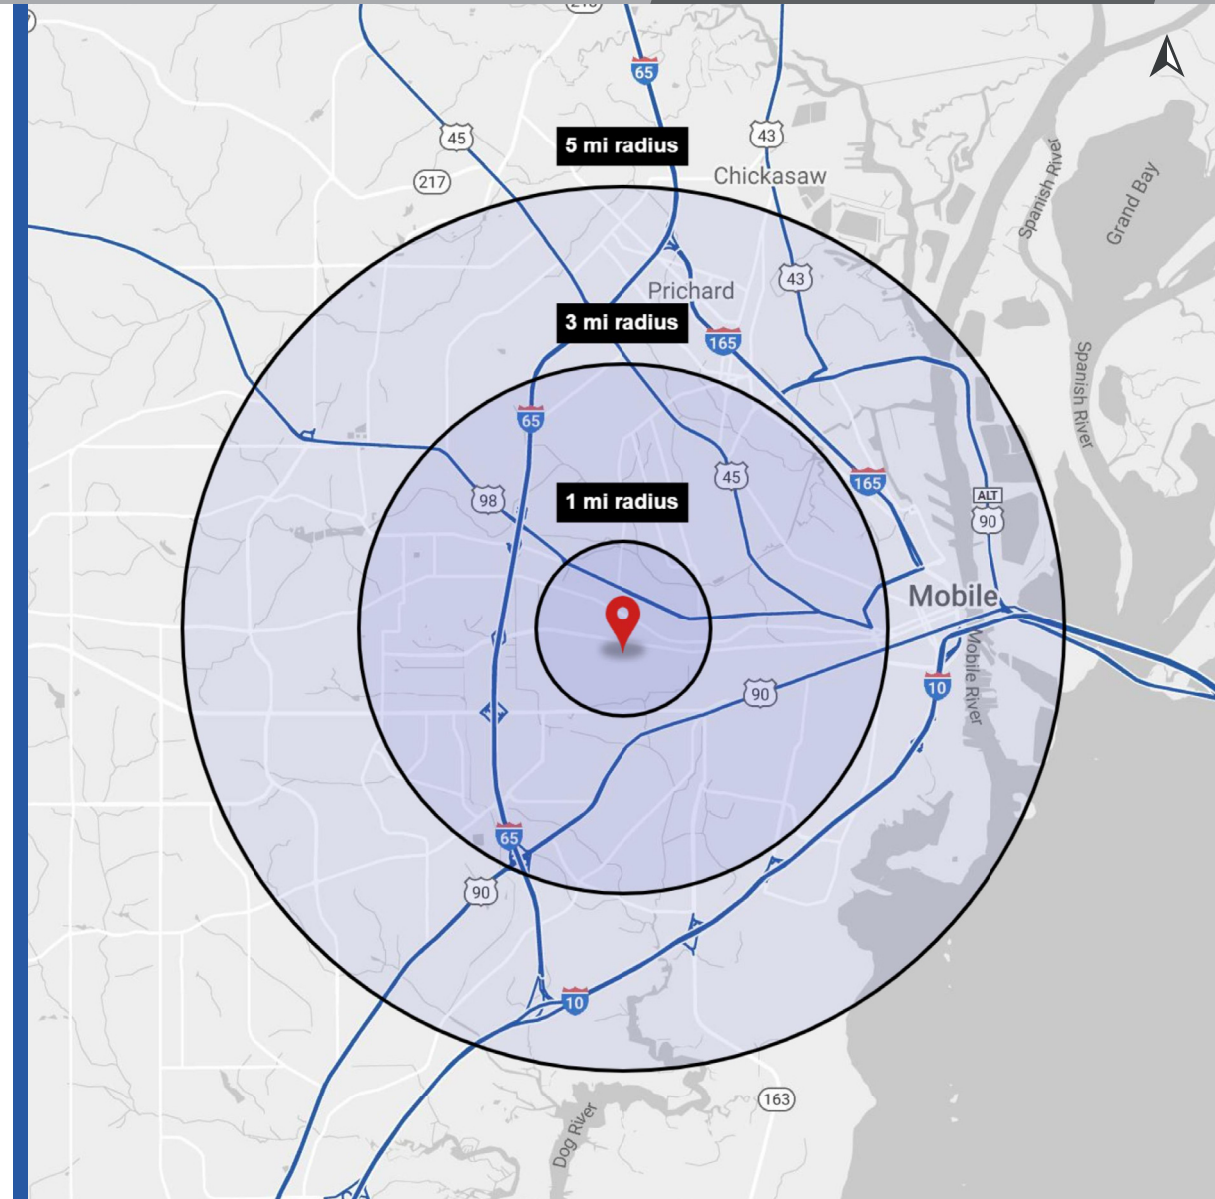 65
5 mi radius
45
43
217
Chickasaw
Spanish River
Grand Bay
43
Prichard
3 mi radius
165
Spanish River
65
45
165
98
1 mi radius
ALT
90
Mobile
Mobile River
10
90
65
90
10
163
Dog River